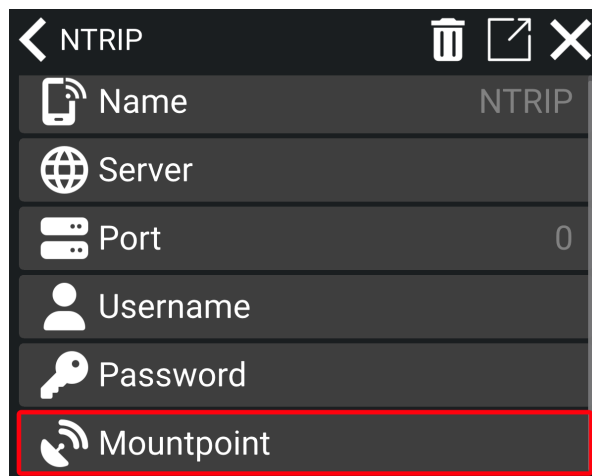 NTRIP
Name NTRIP
Server
Port 0
Username
Password
Mountpoint